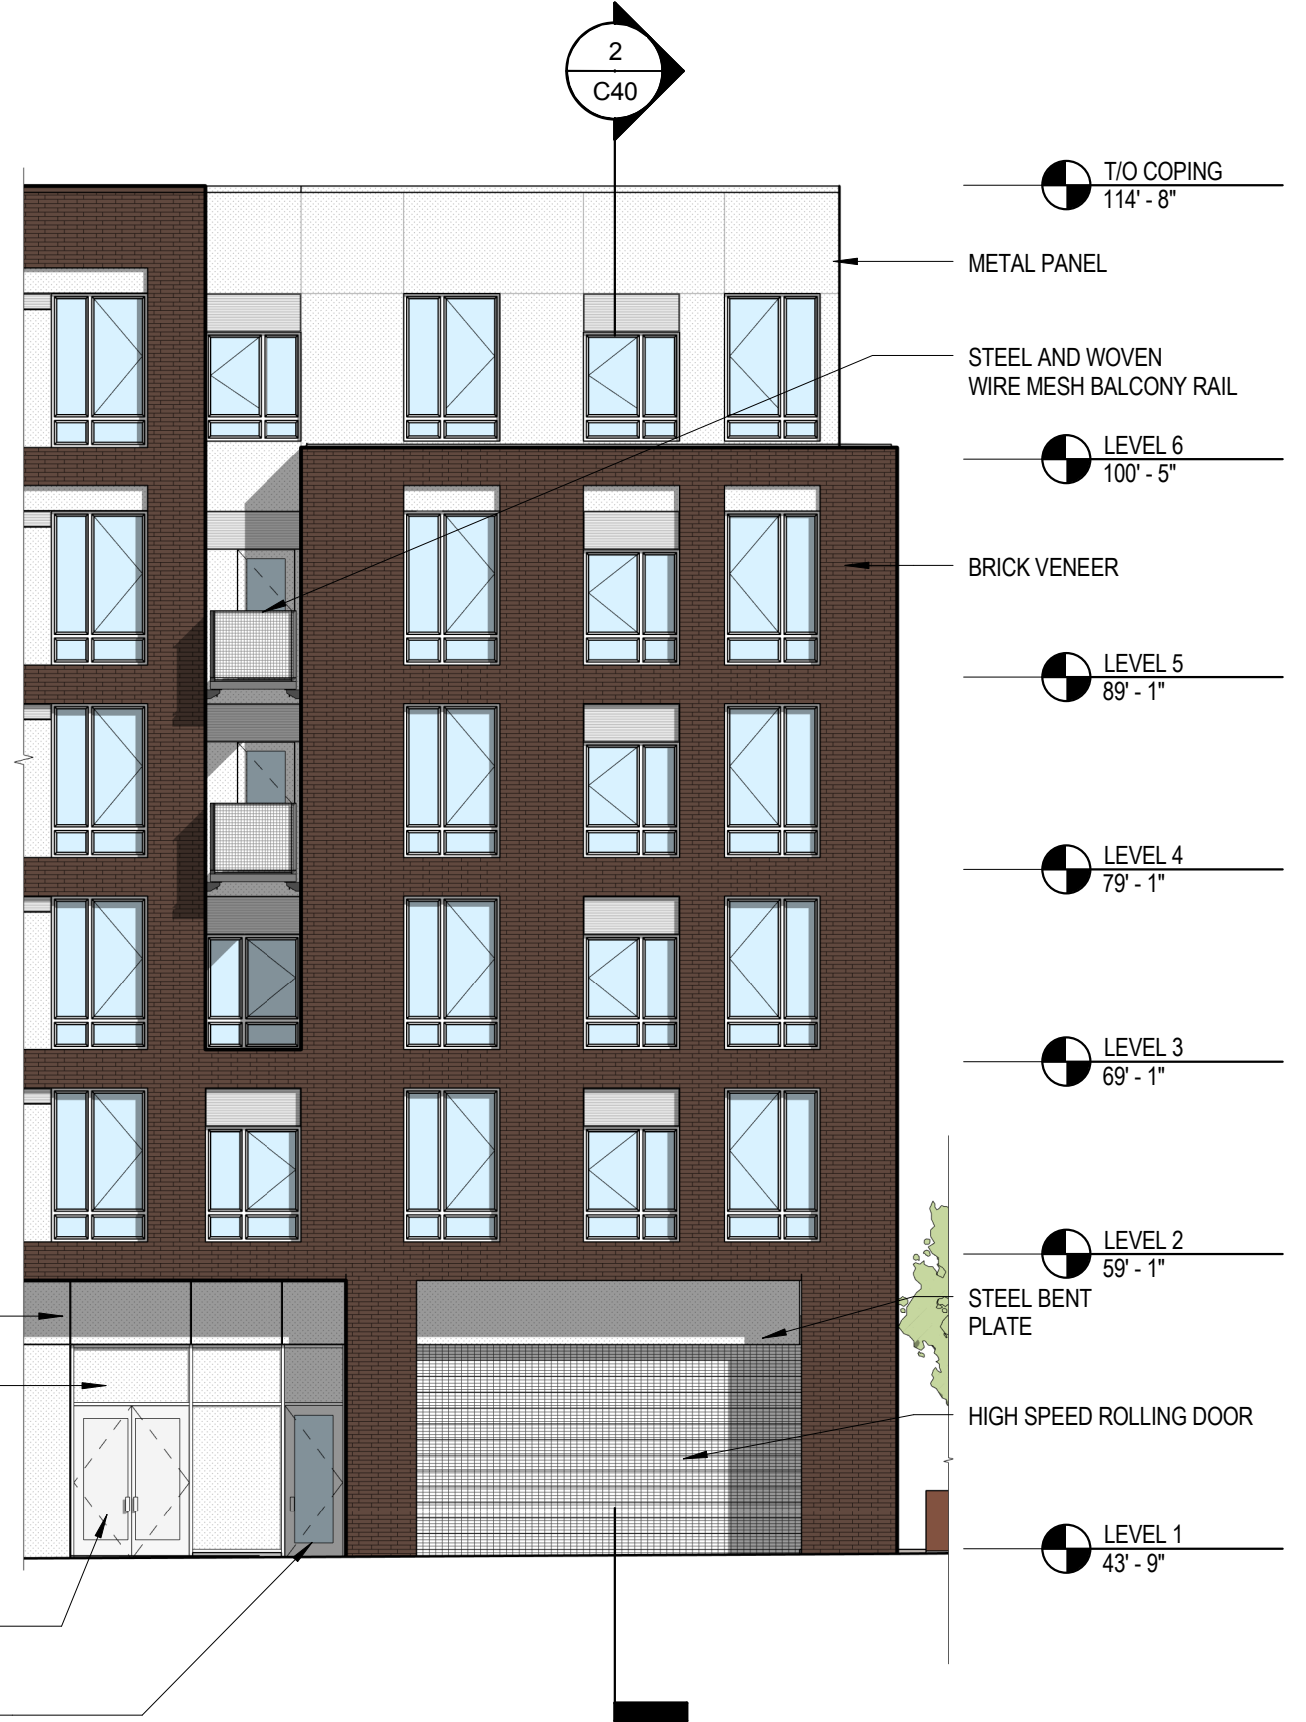 2
C40
T/O COPING
114' - 8"
METAL PANEL
STEEL AND WOVEN
WIRE MESH BALCONY RAIL
LEVEL 6
100' - 5"
BRICK VENEER
LEVEL 5
89' - 1"
LEVEL 4
79' - 1"
LEVEL 3
69' - 1"
LEVEL 2
59' - 1"
STEEL BENT
PLATE
HIGH SPEED ROLLING DOOR
LEVEL 1
43' - 9"